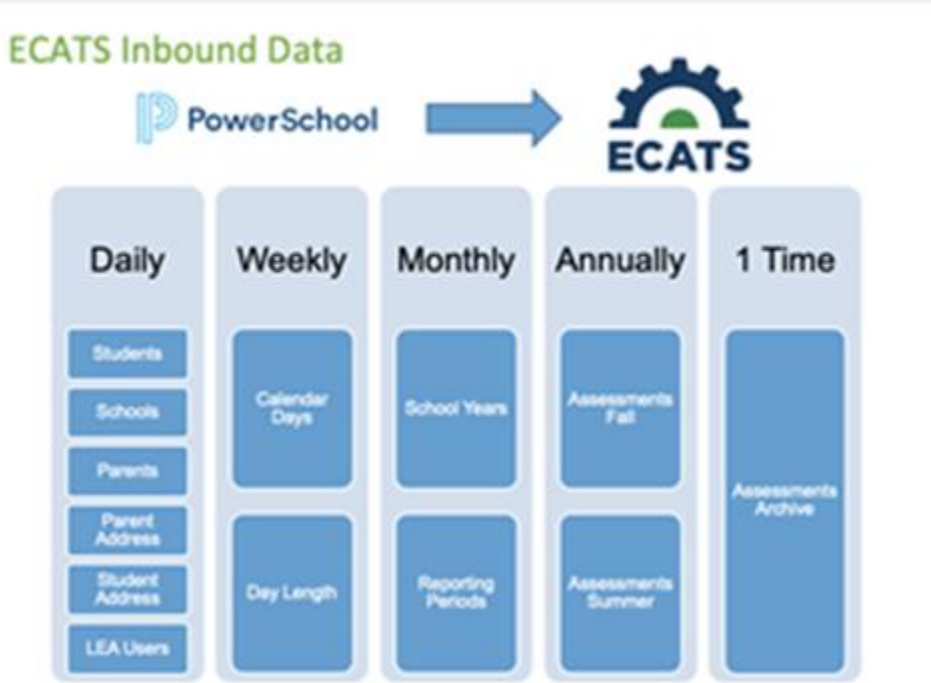 ECATS Inbound Data
PowerSchool
ECATS
Daily
Students
Schools
Parents
Parent
Address
Student
Address
LEA Users
Weekly
Calendar
Days
Day Length
Monthly
School Years
Reporting
Periods
Annually
Assessments
Fall
Assessments
Summer
1 Time
Assessments
Archive